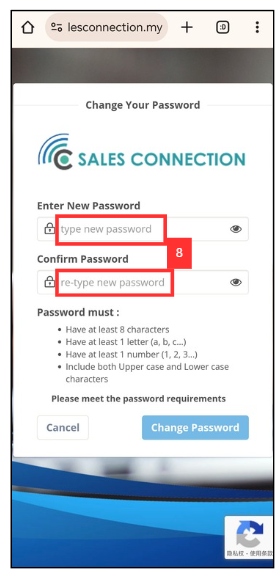 lesconnection.my
:D
Change Your Password
SALES CONNECTION
Enter New Password
type new password
8
Confirm Password
re-type new password
Password must :
• Have at least 8 characters
• Have at least 1 letter (a, b, c...)
• Have at least 1 number (1, 2, 3...)
• Include both Upper case and Lower case
characters
Please meet the password requirements
Cancel
Change Password
隐私权 - 使用条款